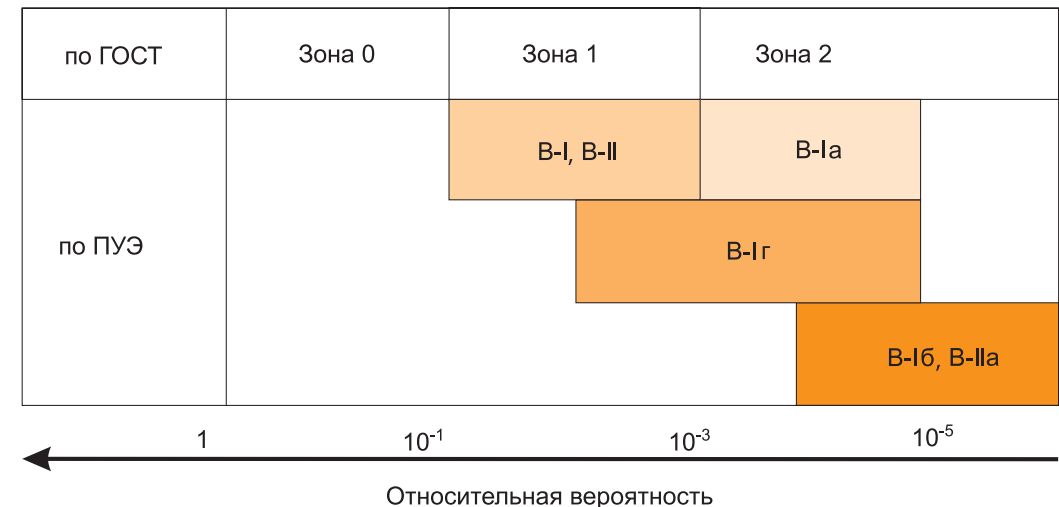 по ГОСТ Зона 0 Зона 1 Зона 2
В-I, В-II В-Iа
по ПУЭ В-Iг
В-Iб, В-IIа
1 10⁻¹ 10⁻³ 10⁻⁵
Относительная вероятность